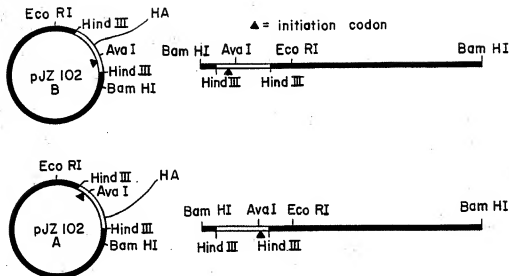 Eco RI
Hind III
HA
Ava I
pJZ 102
B
Hind III
Bam HI
▲ = initiation codon
Bam HI
Ava I
Eco RI
Bam HI
Hind III
Hind III
Eco RI
Hind III
HA
Ava I
pJZ 102
A
Hind III
Bam HI
Bam HI
Ava I
Eco RI
Bam HI
Hind III
Hind III